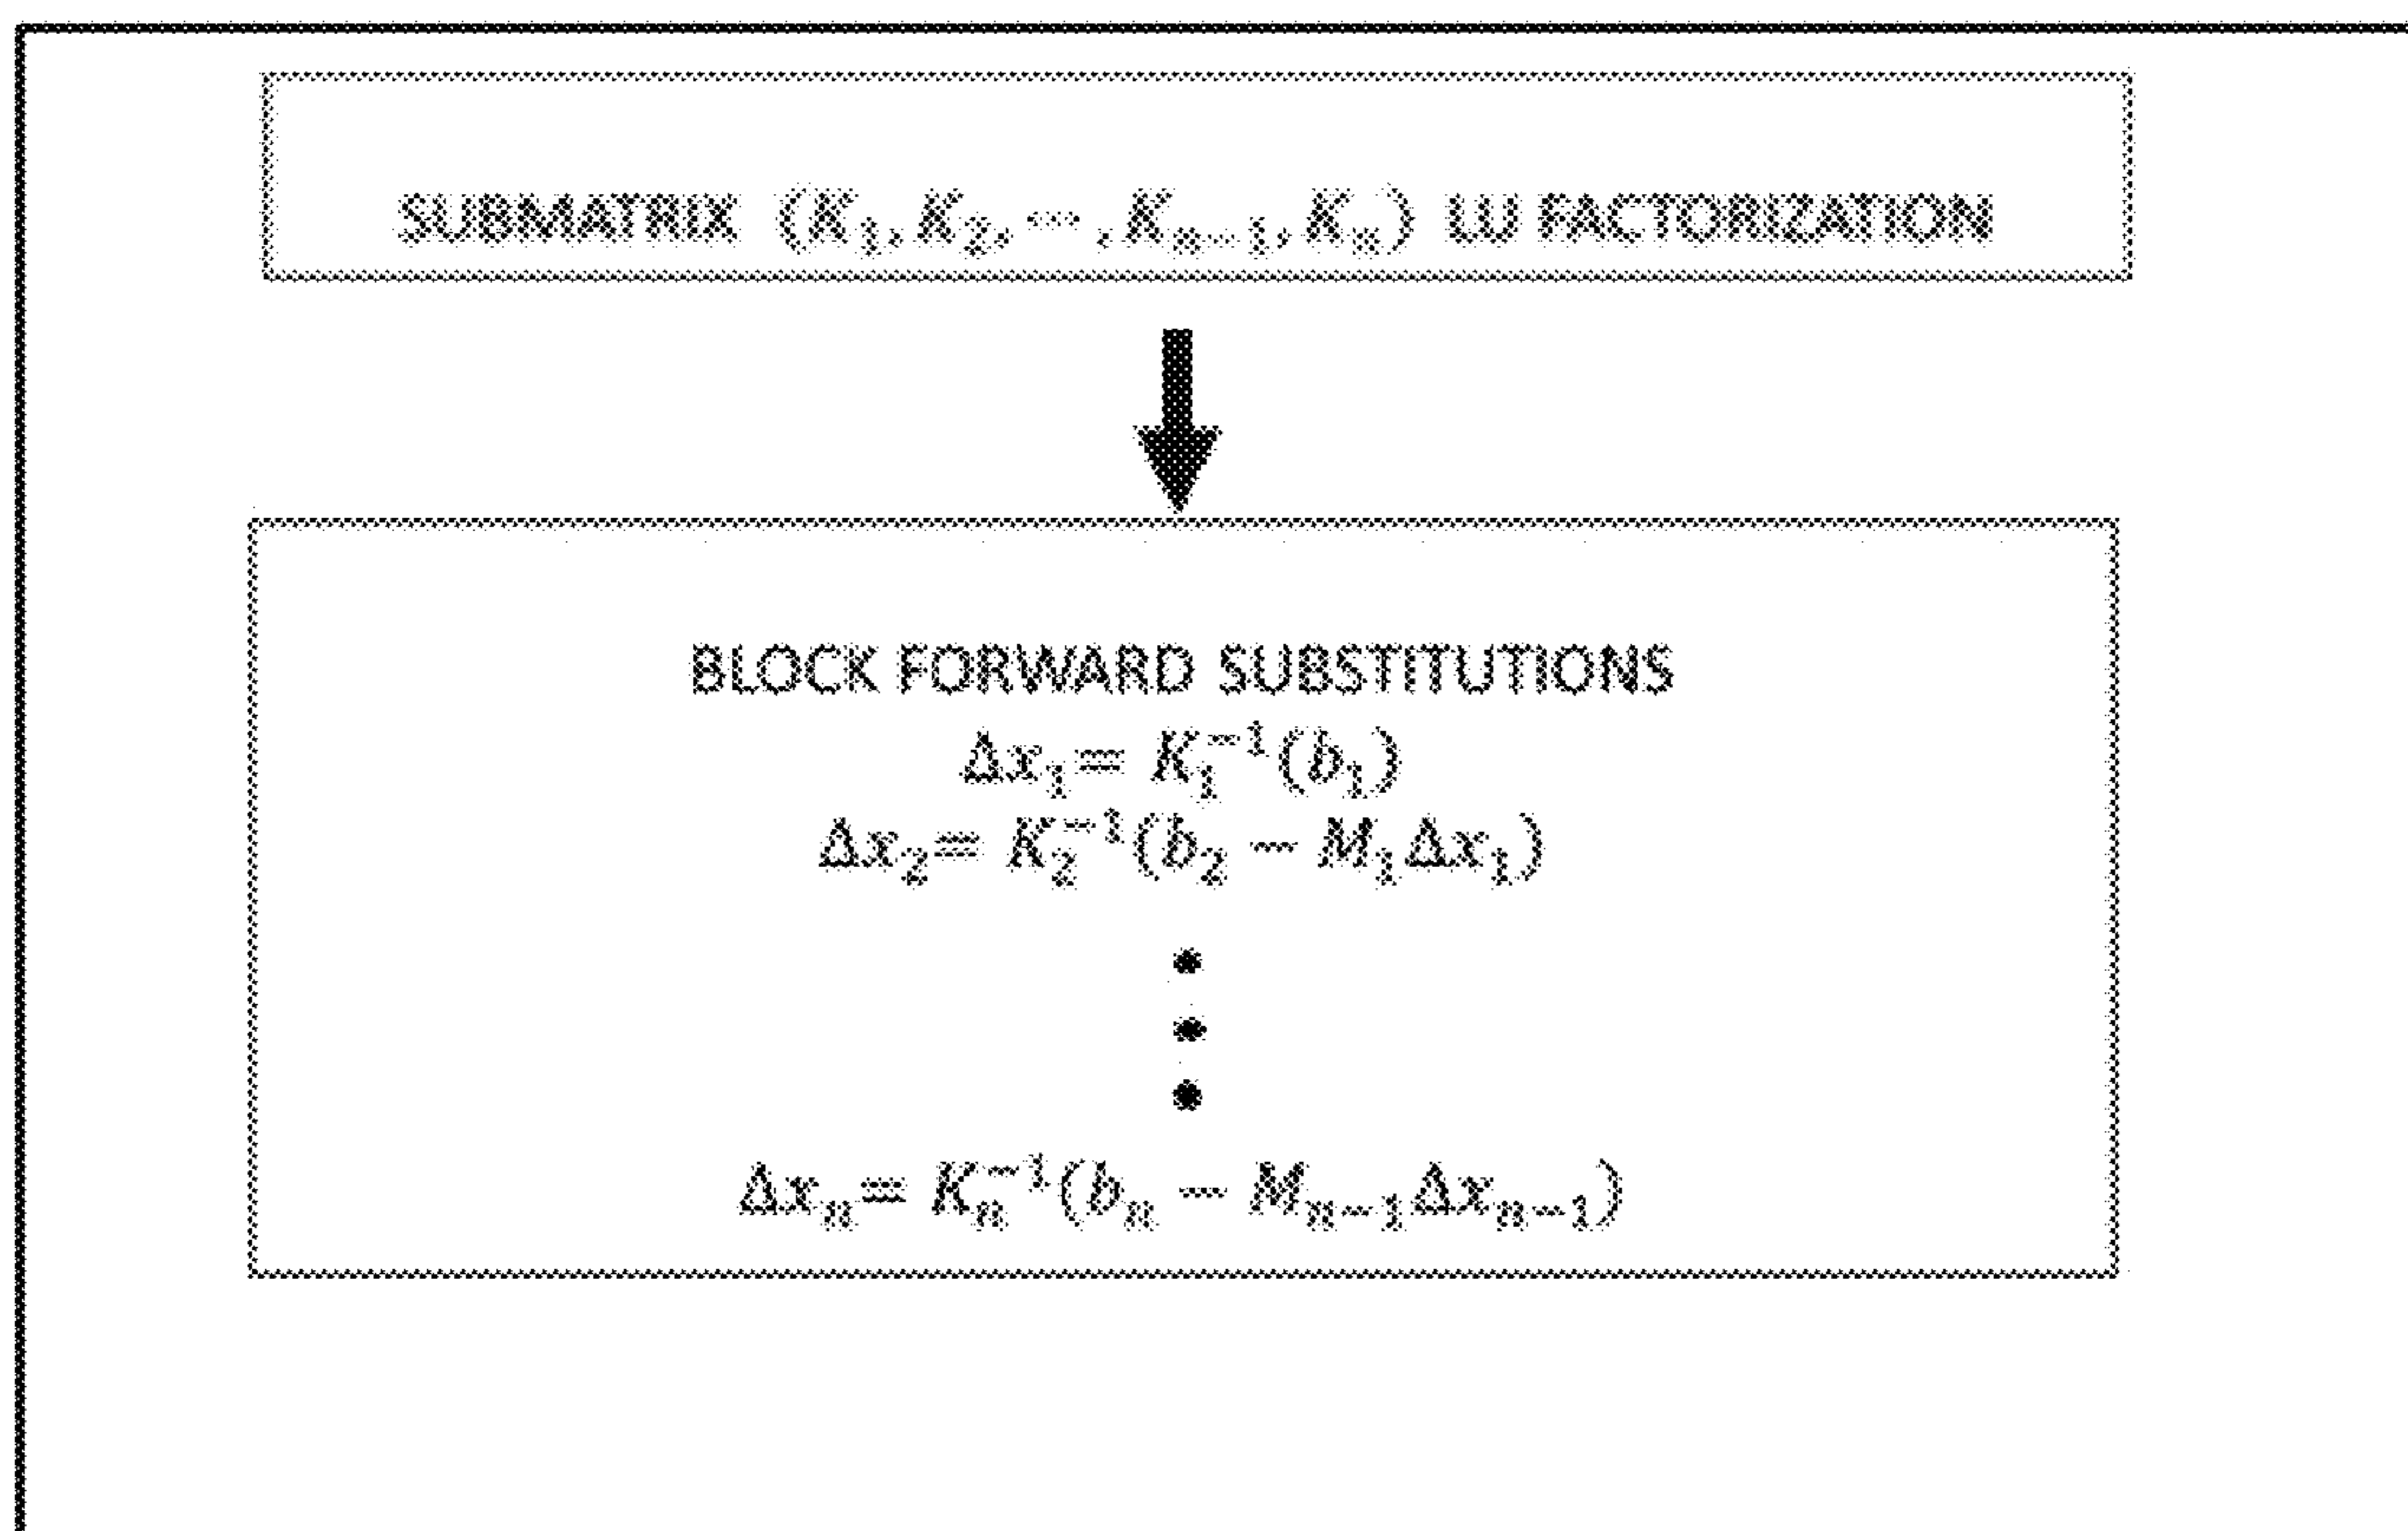 SUBMATRIX (K₁, K₂, ⋯ , Kₙ₋₁, Kₙ) LU FACTORIZATION
BLOCK FORWARD SUBSTITUTIONS
Δx₁= K₁⁻¹(b₁)
Δx₂= K₂⁻¹(b₂ − M₁Δx₁)
Δxₙ= Kₙ⁻¹(bₙ − Mₙ₋₁Δxₙ₋₁)